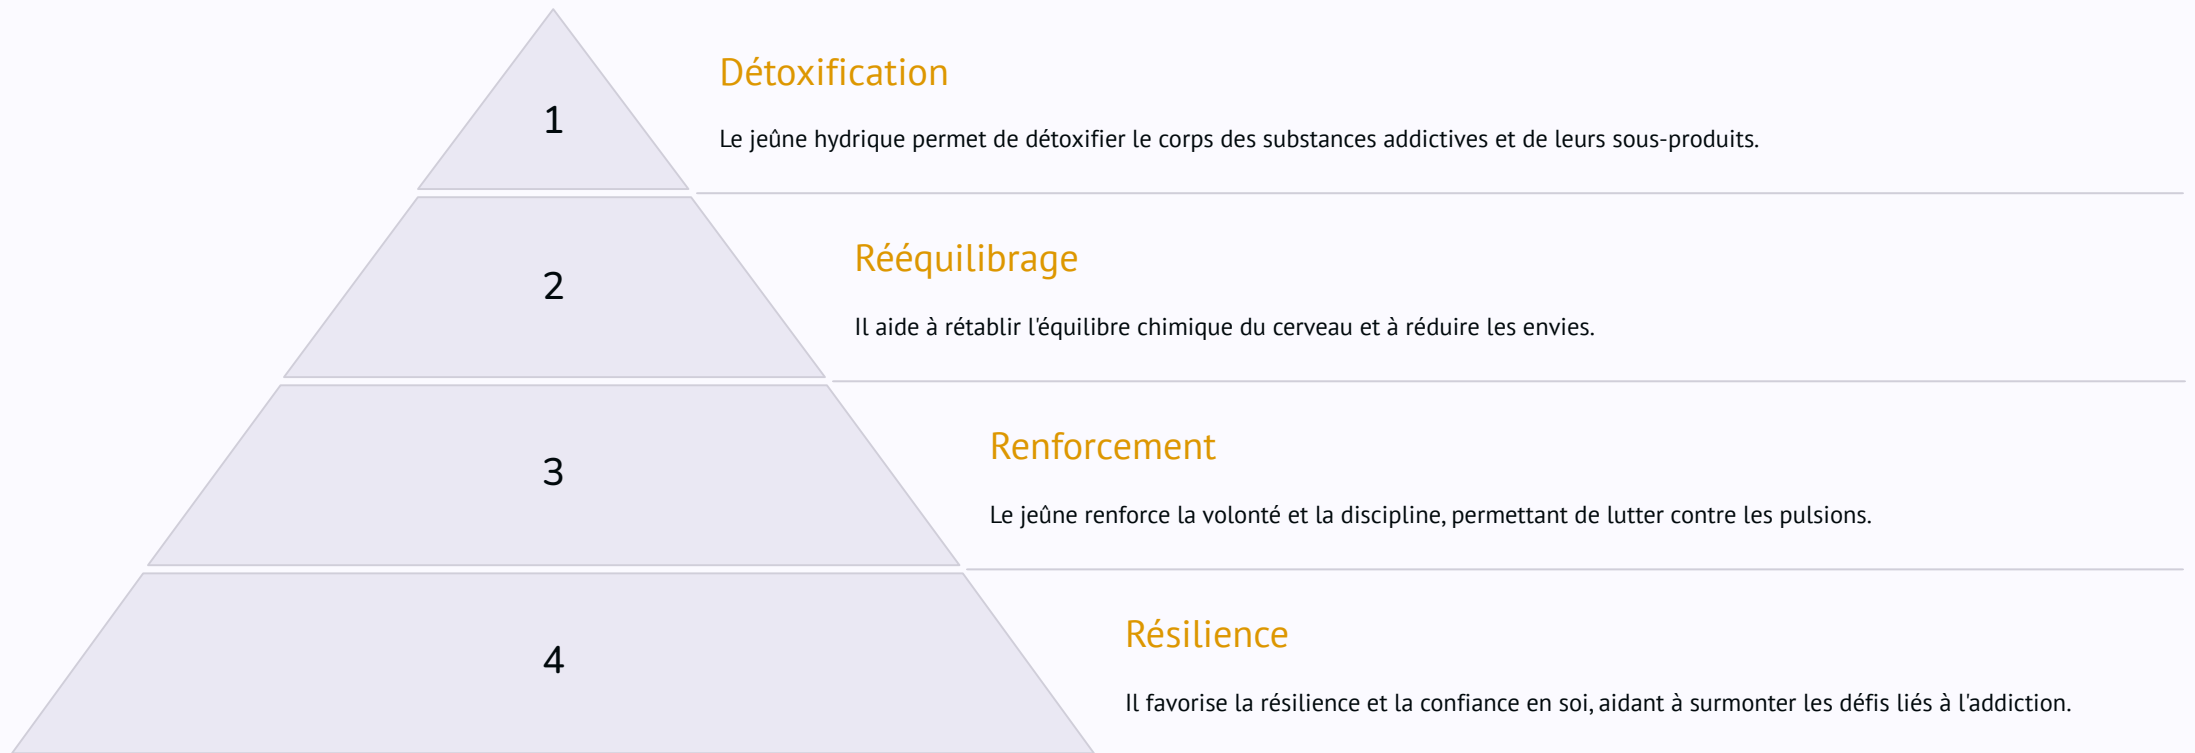 1
Détoxification
Le jeûne hydrique permet de détoxifier le corps des substances addictives et de leurs sous-produits.
2
Rééquilibrage
Il aide à rétablir l'équilibre chimique du cerveau et à réduire les envies.
3
Renforcement
Le jeûne renforce la volonté et la discipline, permettant de lutter contre les pulsions.
4
Résilience
Il favorise la résilience et la confiance en soi, aidant à surmonter les défis liés à l'addiction.